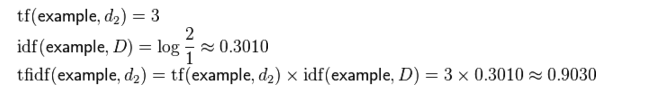 tf(example, d₂) = 3
idf(example, D) = log 2/1 ≈ 0.3010
tfidf(example, d₂) = tf(example, d₂) × idf(example, D) = 3 × 0.3010 ≈ 0.9030